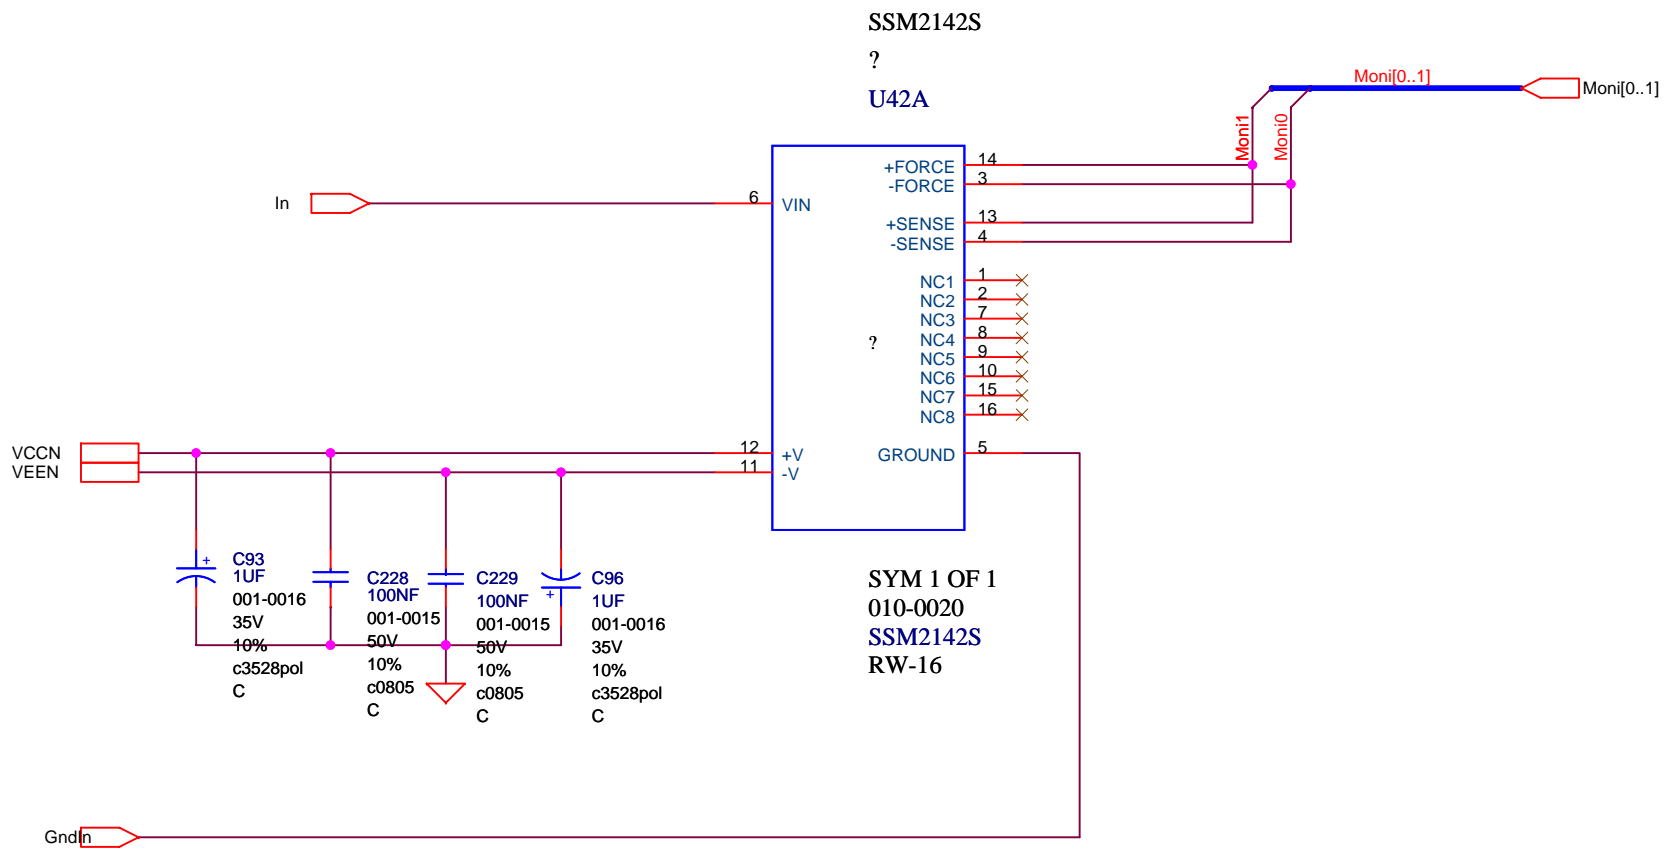 SSM2142S
?
U42A
Moni[0..1]
Moni[0..1]
Moni1
Moni0
In
6
VIN
+FORCE
14
-FORCE
3
+SENSE
13
-SENSE
4
NC1
1
NC2
2
NC3
7
NC4
8
NC5
9
NC6
10
NC7
15
NC8
16
?
VCCN
12
+V
GROUND
5
VEEN
11
-V
C93
1UF
001-0016
35V
10%
c3528pol
C
C228
100NF
001-0015
50V
10%
c0805
C
C229
100NF
001-0015
50V
10%
c0805
C
C96
1UF
001-0016
35V
10%
c3528pol
C
+
+
SYM 1 OF 1
010-0020
SSM2142S
RW-16
GndIn